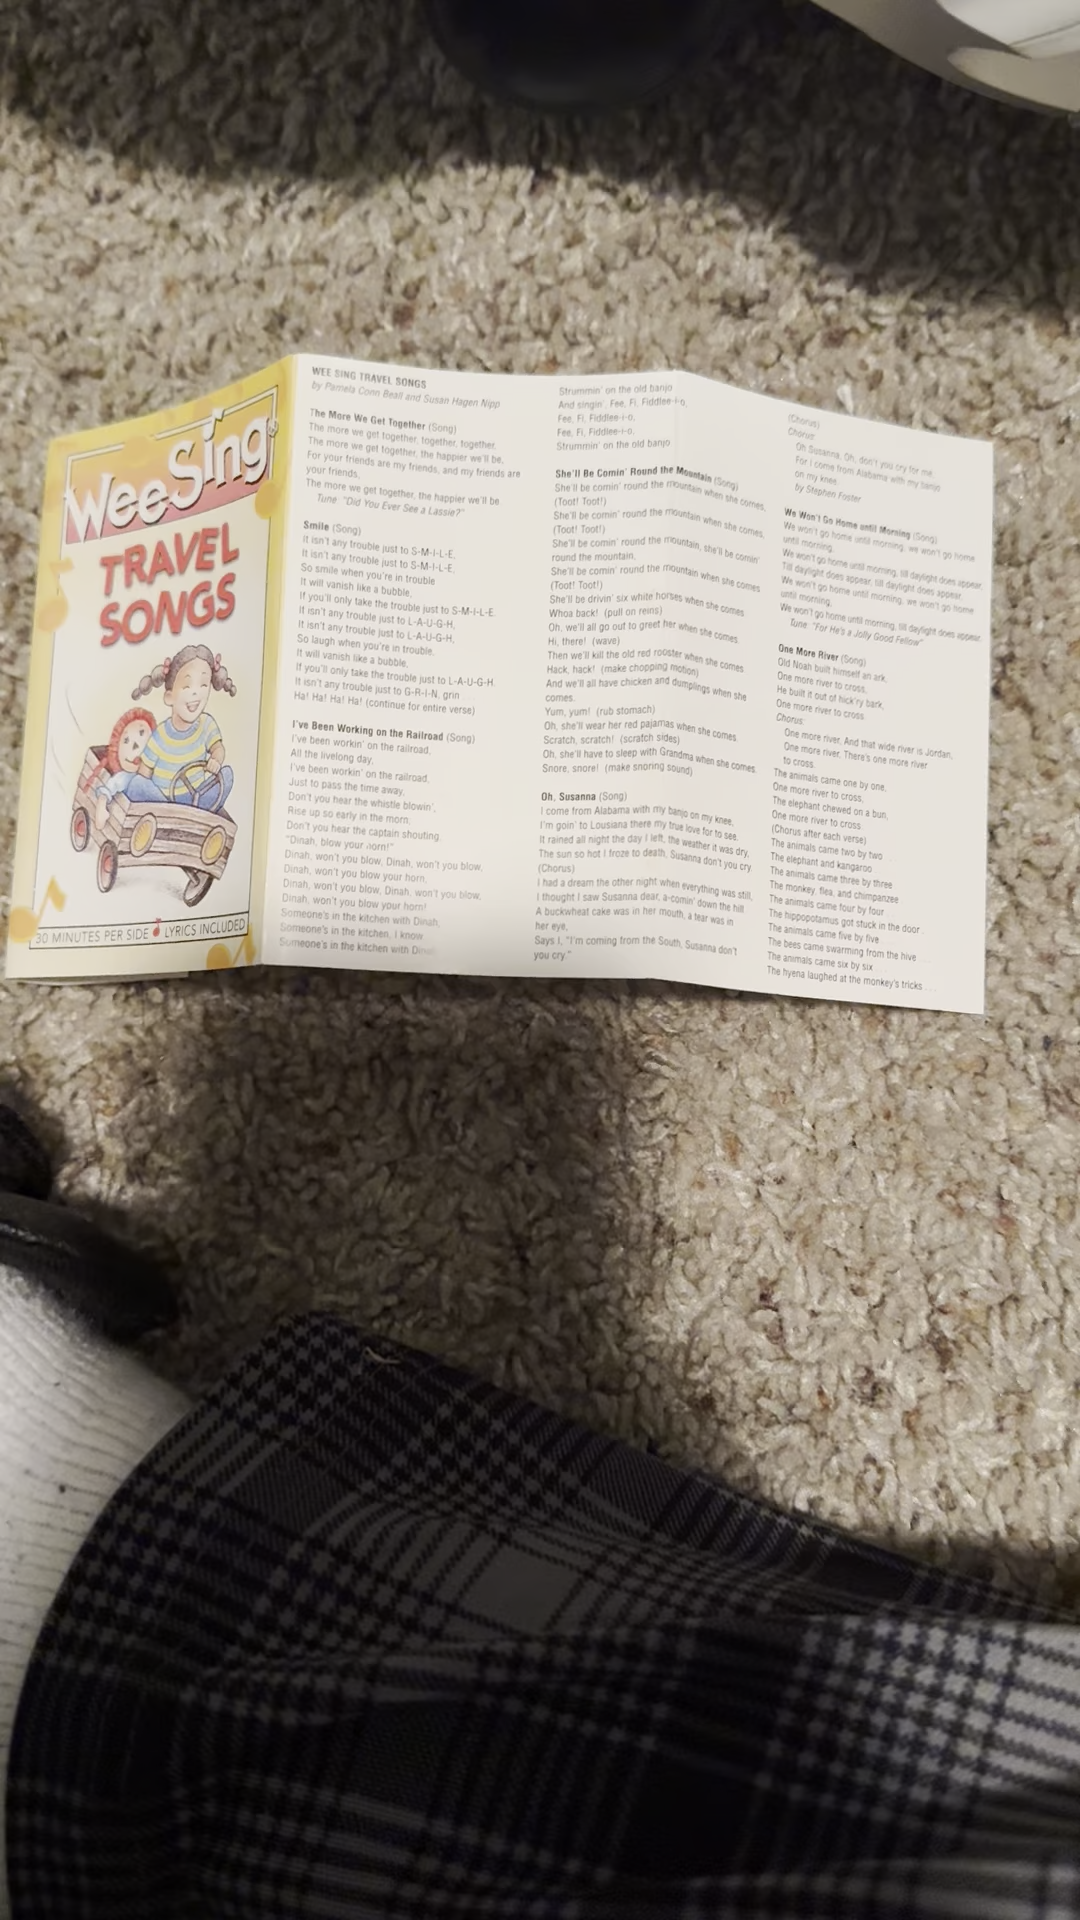 WeeSing
TRAVEL
SONGS
30 MINUTES PER SIDE LYRICS INCLUDED
WEE SING TRAVEL SONGS
by Pamela Conn Beall and Susan Hagen Nipp
The More We Get Together (Song)
The more we get together, together, together,
The more we get together, the happier we'll be,
For your friends are my friends, and my friends are
your friends,
The more we get together, the happier we'll be
Tune: "Did You Ever See a Lassie?"
Smile (Song)
It isn't any trouble just to S-M-I-L-E,
It isn't any trouble just to S-M-I-L-E,
So smile when you're in trouble
It will vanish like a bubble,
If you'll only take the trouble just to S-M-I-L-E.
It isn't any trouble just to L-A-U-G-H,
It isn't any trouble just to L-A-U-G-H,
So laugh when you're in trouble,
It will vanish like a bubble,
If you'll only take the trouble just to L-A-U-G-H.
It isn't any trouble just to G-R-I-N, grin
Ha! Ha! Ha! Ha! (continue for entire verse)
I've Been Working on the Railroad (Song)
I've been workin' on the railroad,
All the livelong day,
I've been workin' on the railroad,
Just to pass the time away,
Don't you hear the whistle blowin',
Rise up so early in the morn,
Don't you hear the captain shouting,
"Dinah, blow your horn!"
Dinah, won't you blow, Dinah, won't you blow,
Dinah, won't you blow your horn,
Dinah, won't you blow, Dinah, won't you blow,
Dinah, won't you blow your horn!
Someone's in the kitchen with Dinah,
Someone's in the kitchen, I know
Someone's in the kitchen with Dinah
Strummin' on the old banjo
And singin', Fee, Fi, Fiddlee-i-o,
Fee, Fi, Fiddlee-i-o,
Fee, Fi, Fiddlee-i-o,
Strummin' on the old banjo
She'll Be Comin' Round the Mountain (Song)
She'll be comin' round the mountain when she comes,
(Toot! Toot!)
She'll be comin' round the mountain when she comes,
(Toot! Toot!)
She'll be comin' round the mountain, she'll be comin'
round the mountain,
She'll be comin' round the mountain when she comes
(Toot! Toot!)
She'll be drivin' six white horses when she comes
Whoa back! (pull on reins)
Oh, we'll all go out to greet her when she comes
Hi, there! (wave)
Then we'll kill the old red rooster when she comes
Hack, hack! (make chopping motion)
And we'll all have chicken and dumplings when she
comes.
Yum, yum! (rub stomach)
Oh, she'll wear her red pajamas when she comes
Scratch, scratch! (scratch sides)
Oh, she'll have to sleep with Grandma when she comes.
Snore, snore! (make snoring sound)
Oh, Susanna (Song)
I come from Alabama with my banjo on my knee,
I'm goin' to Lousiana there my true love for to see.
It rained all night the day I left, the weather it was dry,
The sun so hot I froze to death, Susanna don't you cry
(Chorus)
I had a dream the other night when everything was still,
I thought I saw Susanna dear, a-comin' down the hill
A buckwheat cake was in her mouth, a tear was in
her eye,
Says I, "I'm coming from the South, Susanna don't
you cry."
(Chorus)
Chorus:
Oh Susanna, Oh, don't you cry for me
For I come from Alabama with my banjo
on my knee.
by Stephen Foster
We Won't Go Home until Morning (Song)
We won't go home until morning, we won't go home
until morning,
We won't go home until morning, till daylight does appear,
Till daylight does appear, till daylight does appear,
We won't go home until morning, we won't go home
until morning,
We won't go home until morning, till daylight does appear.
Tune: "For He's a Jolly Good Fellow"
One More River (Song)
Old Noah built himself an ark,
One more river to cross,
He built it out of hick'ry bark,
One more river to cross
Chorus:
One more river, And that wide river is Jordan,
One more river, There's one more river
to cross.
The animals came one by one,
One more river to cross,
The elephant chewed on a bun,
One more river to cross
(Chorus after each verse)
The animals came two by two . . .
The elephant and kangaroo
The animals came three by three
The monkey, flea, and chimpanzee
The animals came four by four . . .
The hippopotamus got stuck in the door . .
The animals came five by five
The bees came swarming from the hive . . .
The animals came six by six . . .
The hyena laughed at the monkey's tricks . . .